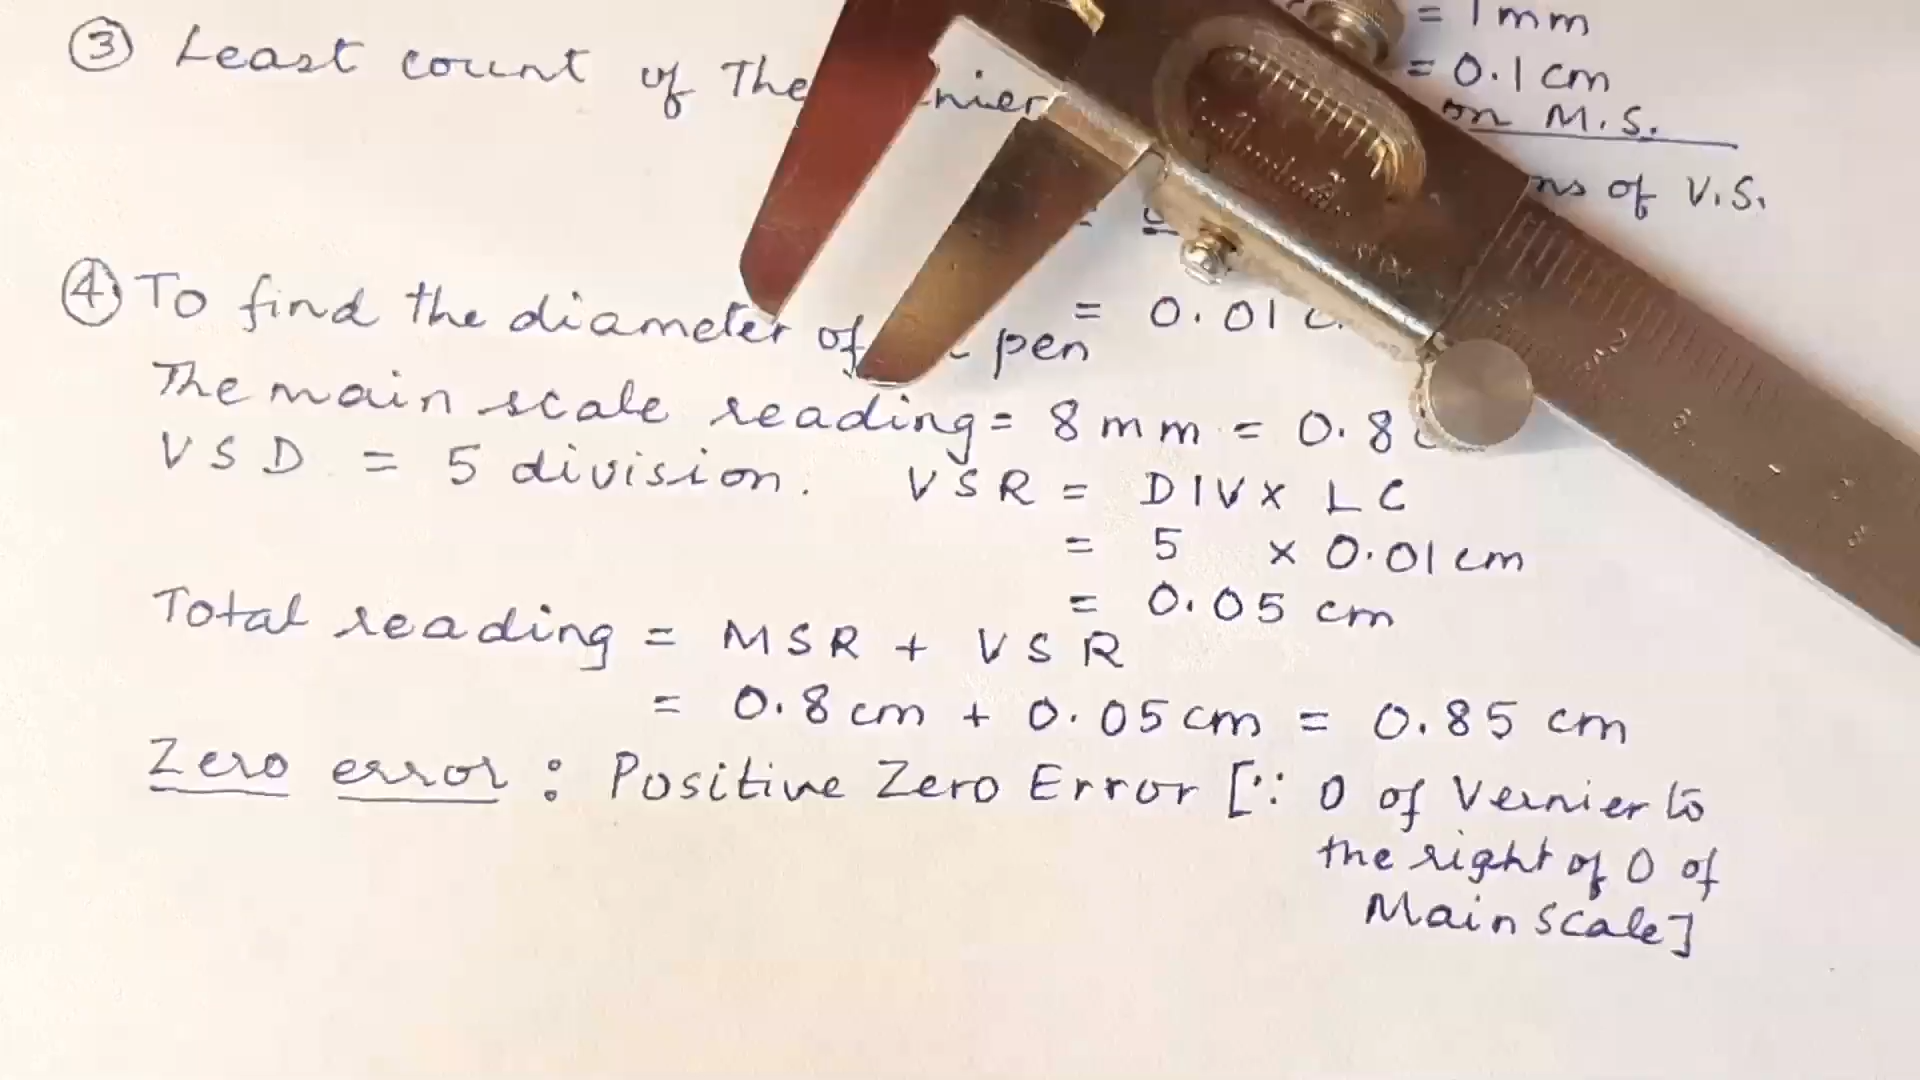 = 1mm
③ Least count of The = 0.1 cm
on M.S.
of V.S.
= 0.01
④ To find the diameter of pen
The main scale reading = 8 mm = 0.8
VSD = 5 division. VSR = DIV x LC
= 5 x 0.01 cm
= 0.05 cm
Total reading = MSR + VSR
= 0.8 cm + 0.05 cm = 0.85 cm
Zero error : Positive Zero Error [∵ 0 of Vernier to
the right of 0 of
Main Scale]